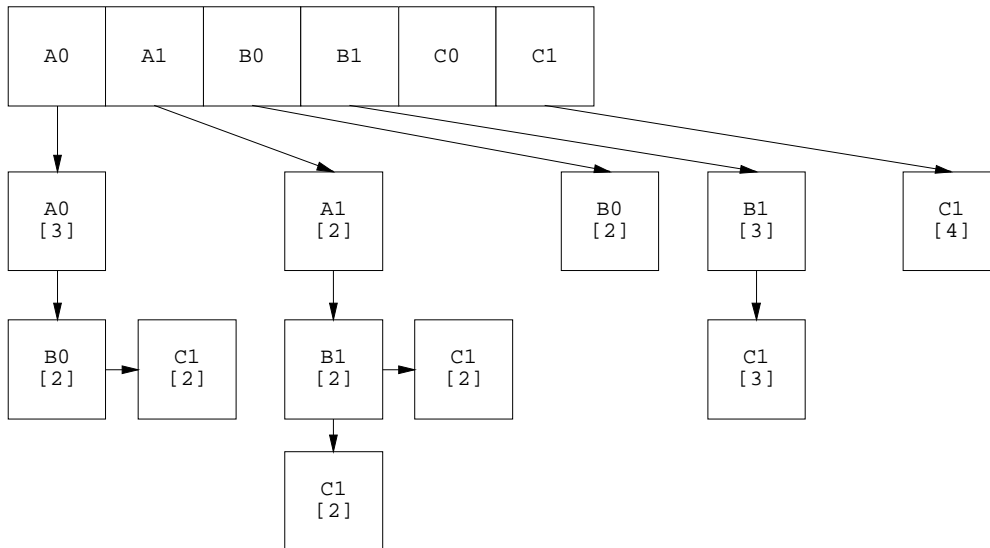 A0 A1 B0 B1 C0 C1
A0 A1 B0 B1 C1
[3] [2] [2] [3] [4]
B0 C1 B1 C1 C1
[2] [2] [2] [2] [3]
C1
[2]